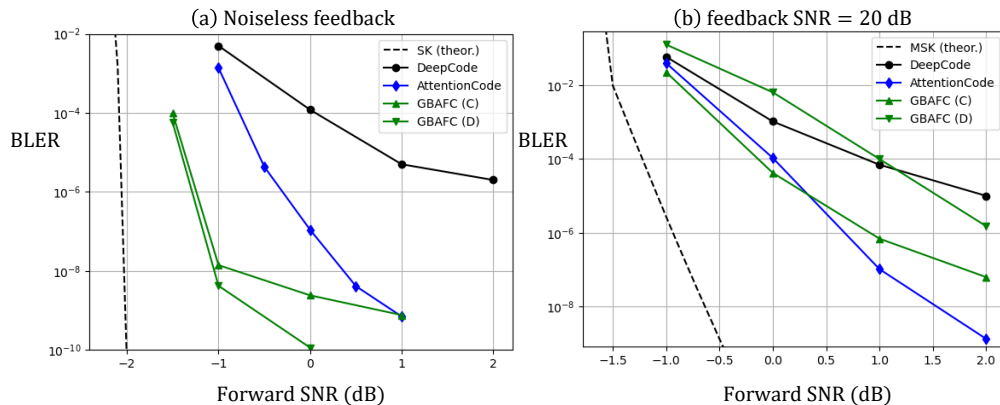 (a) Noiseless feedback
10⁻²
10⁻⁴
10⁻⁶
10⁻⁸
10⁻¹⁰
BLER
SK (theor.)
DeepCode
AttentionCode
GBAFC (C)
GBAFC (D)
−2
−1
0
1
2
Forward SNR (dB)
(b) feedback SNR = 20 dB
10⁻²
10⁻⁴
10⁻⁶
10⁻⁸
BLER
MSK (theor.)
DeepCode
AttentionCode
GBAFC (C)
GBAFC (D)
−1.5
−1.0
−0.5
0.0
0.5
1.0
1.5
2.0
Forward SNR (dB)